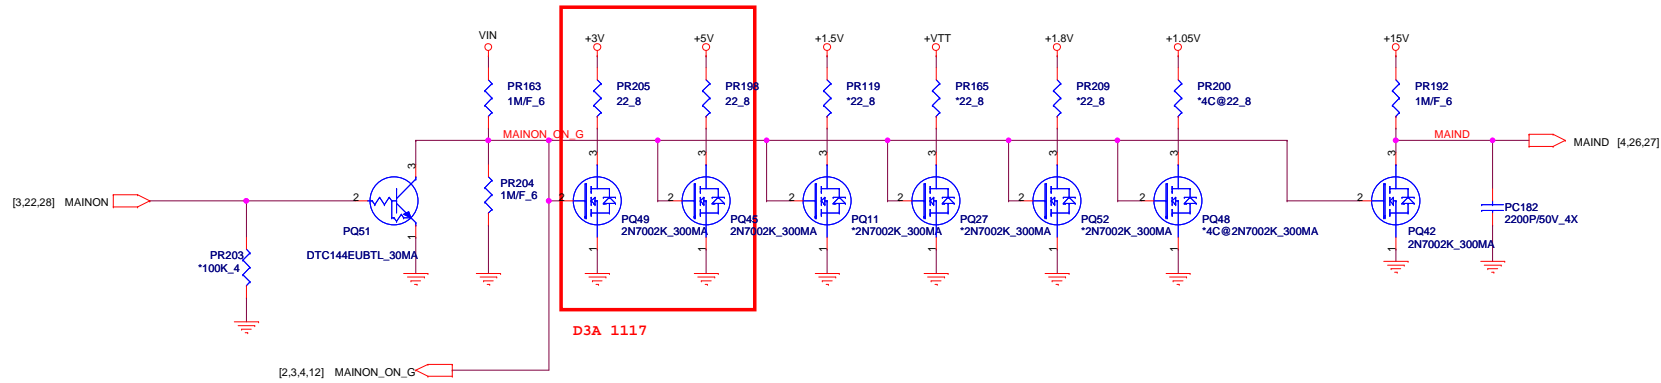 VIN
+3V
+5V
+1.5V
+VTT
+1.8V
+1.05V
+15V
PR163
1M/F_6
PR205
22_8
PR198
22_8
PR119
*22_8
PR165
*22_8
PR209
*22_8
PR200
*4C@22_8
PR192
1M/F_6
MAINON_ON_G
MAIND
MAIND [4,26,27]
3
3
3
3
3
3
3
3
[3,22,28] MAINON
2
2
2
2
2
2
2
2
PR204
1M/F_6
PQ51
DTC144EUBTL_30MA
1
PQ49
2N7002K_300MA
1
PQ45
2N7002K_300MA
1
PQ11
*2N7002K_300MA
1
PQ27
*2N7002K_300MA
1
PQ52
*2N7002K_300MA
1
PQ48
*4C@2N7002K_300MA
1
PQ42
2N7002K_300MA
1
PC182
2200P/50V_4X
PR203
*100K_4
D3A 1117
[2,3,4,12] MAINON_ON_G